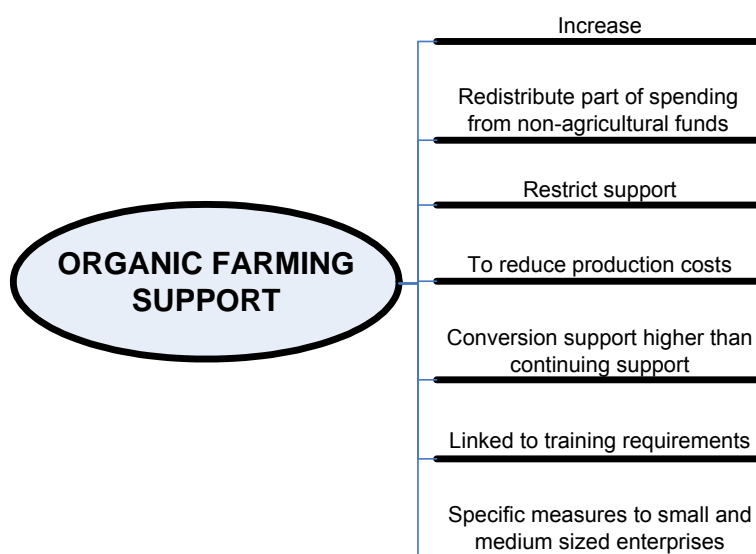 ORGANIC FARMING
SUPPORT
Increase
Redistribute part of spending
from non-agricultural funds
Restrict support
To reduce production costs
Conversion support higher than
continuing support
Linked to training requirements
Specific measures to small and
medium sized enterprises